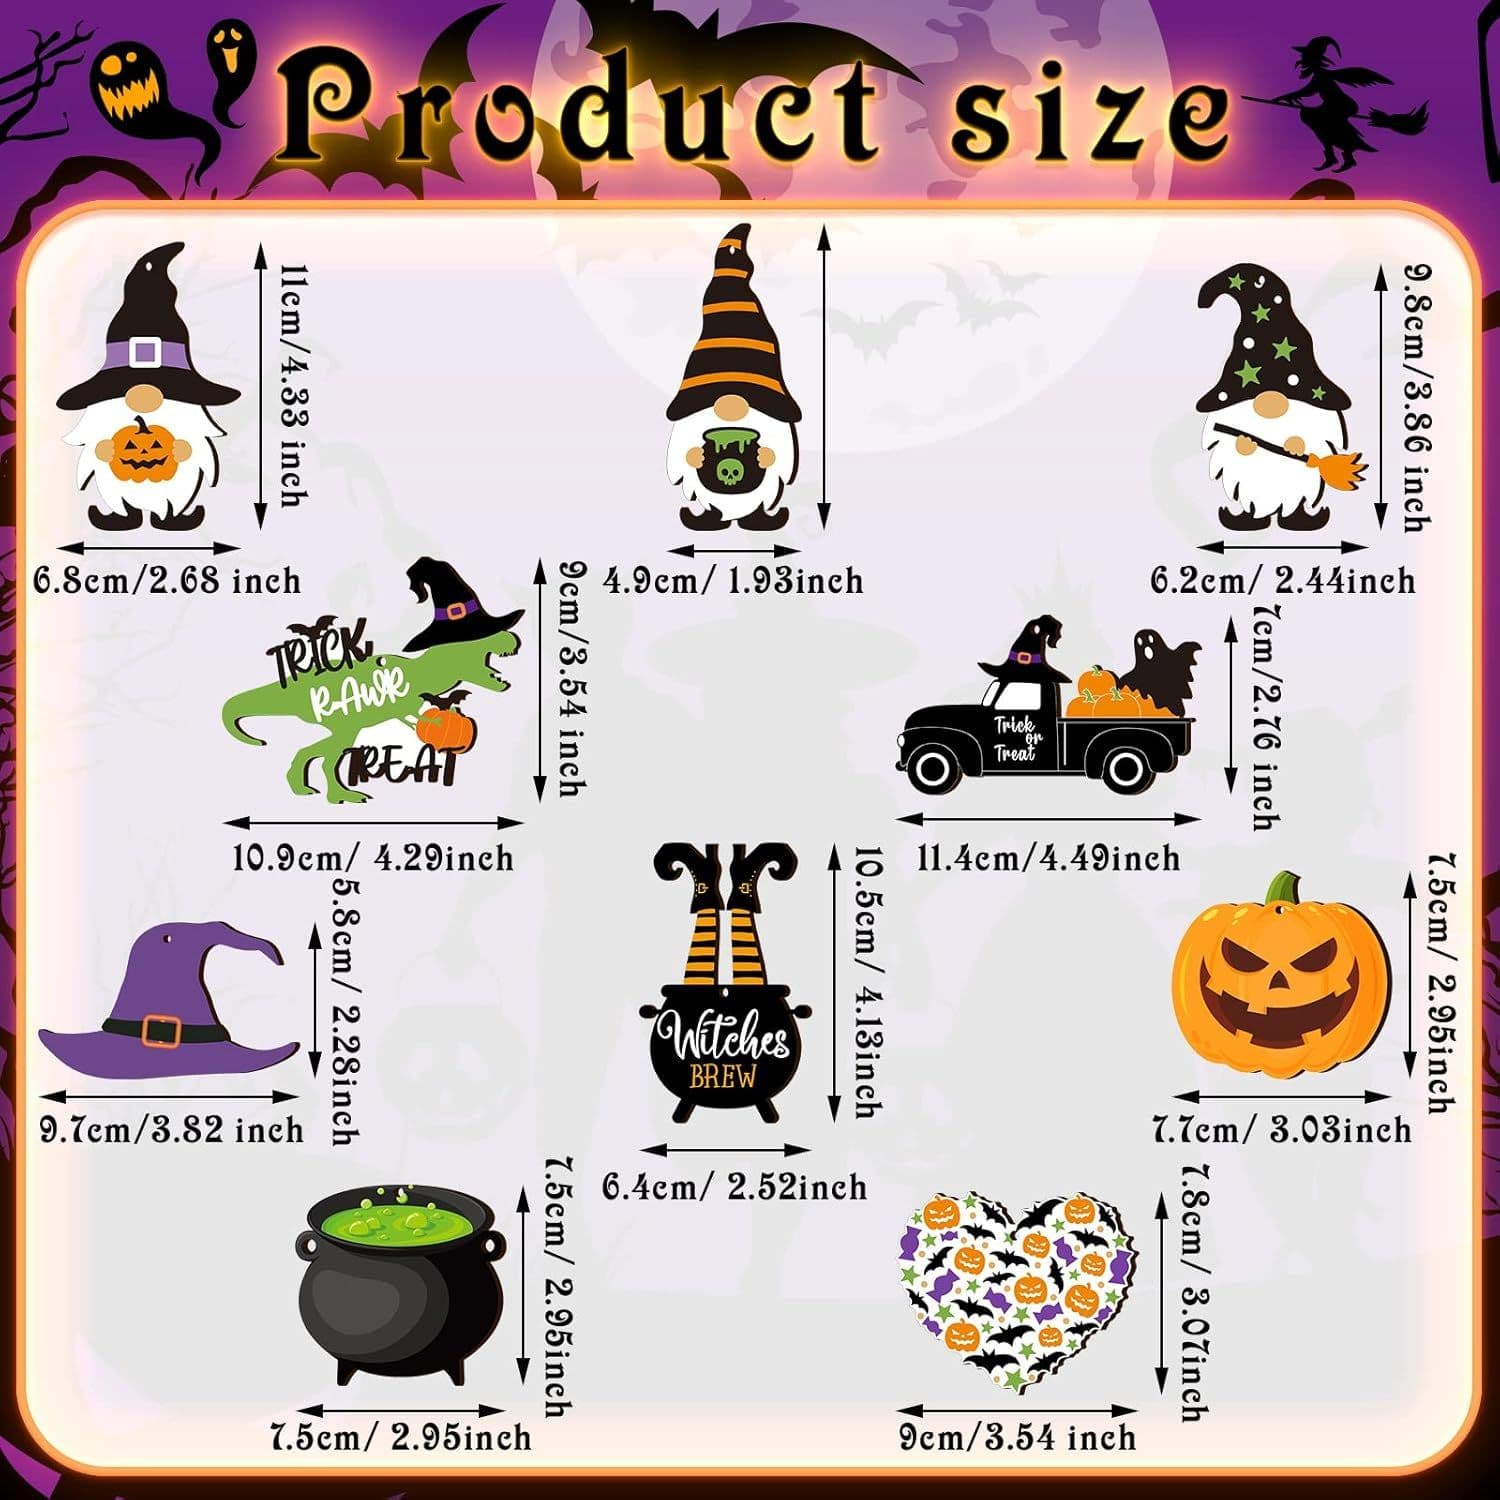 Product size
11cm/4.33 inch
6.8cm/2.68 inch
4.9cm/ 1.93inch
9.8cm/3.86 inch
6.2cm/ 2.44inch
TRICK
RAWR
TREAT
9cm/3.54 inch
10.9cm/ 4.29inch
Trick
or
Treat
7cm/2.76 inch
11.4cm/4.49inch
5.8cm/ 2.28inch
9.7cm/3.82 inch
Witches
BREW
10.5cm/ 4.13inch
6.4cm/ 2.52inch
7.5cm/ 2.95inch
7.7cm/ 3.03inch
7.5cm/ 2.95inch
7.5cm/ 2.95inch
7.8cm/ 3.07inch
9cm/3.54 inch